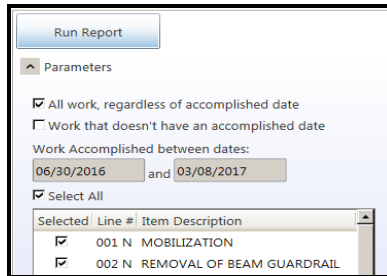 Run Report
Parameters
All work, regardless of accomplished date
Work that doesn't have an accomplished date
Work Accomplished between dates:
06/30/2016 and 03/08/2017
Select All
Selected Line # Item Description
001 N MOBILIZATION
002 N REMOVAL OF BEAM GUARDRAIL